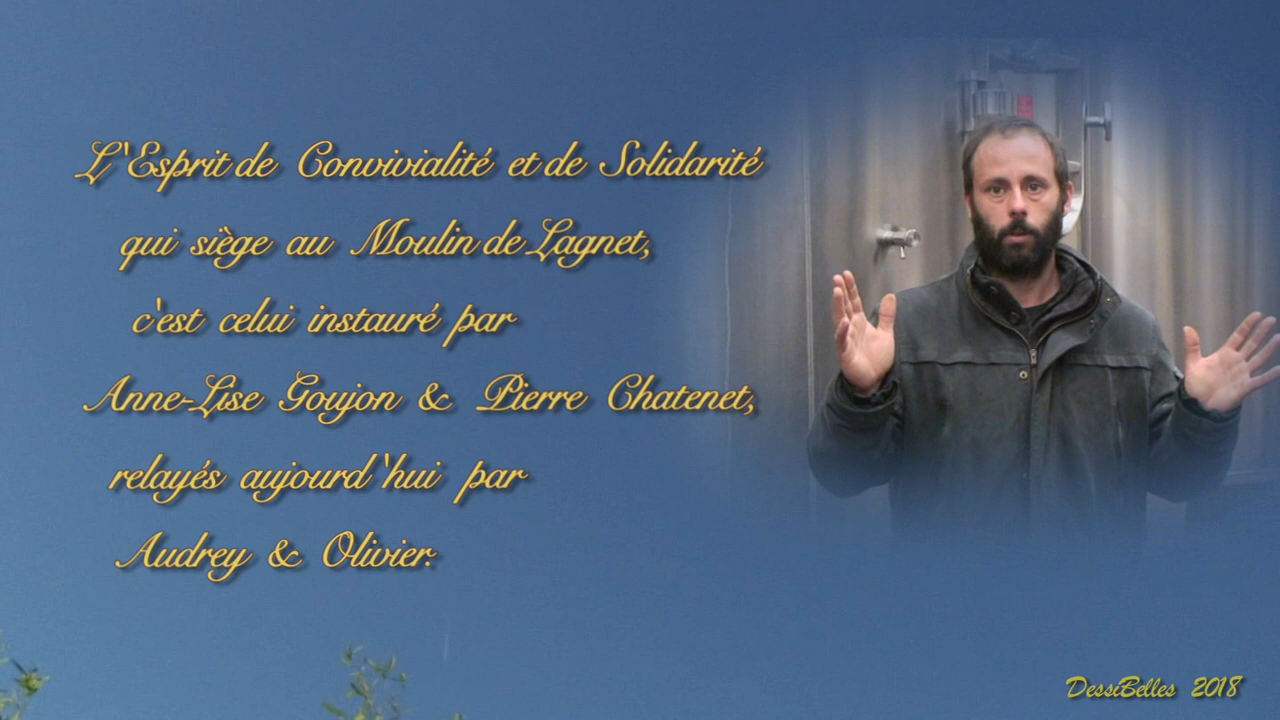 L'Esprit de Convivialité et de Solidarité
qui siège au Moulin de Lagnet,
c'est celui instauré par
Anne-Lise Goujon & Pierre Chatenet,
relayés aujourd'hui par
Audrey & Olivier.
DessiBelles 2018